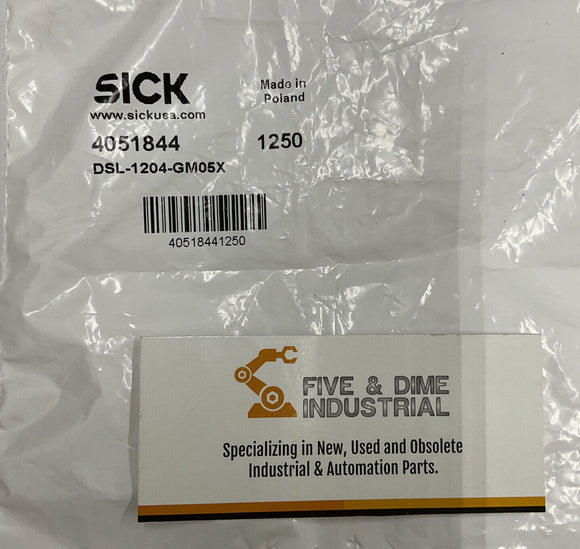 SICK
Made in
Poland
www.sickusa.com
4051844 1250
DSL-1204-GM05X
40518441250
FIVE & DIME
INDUSTRIAL
Specializing in New, Used and Obsolete
Industrial & Automation Parts.